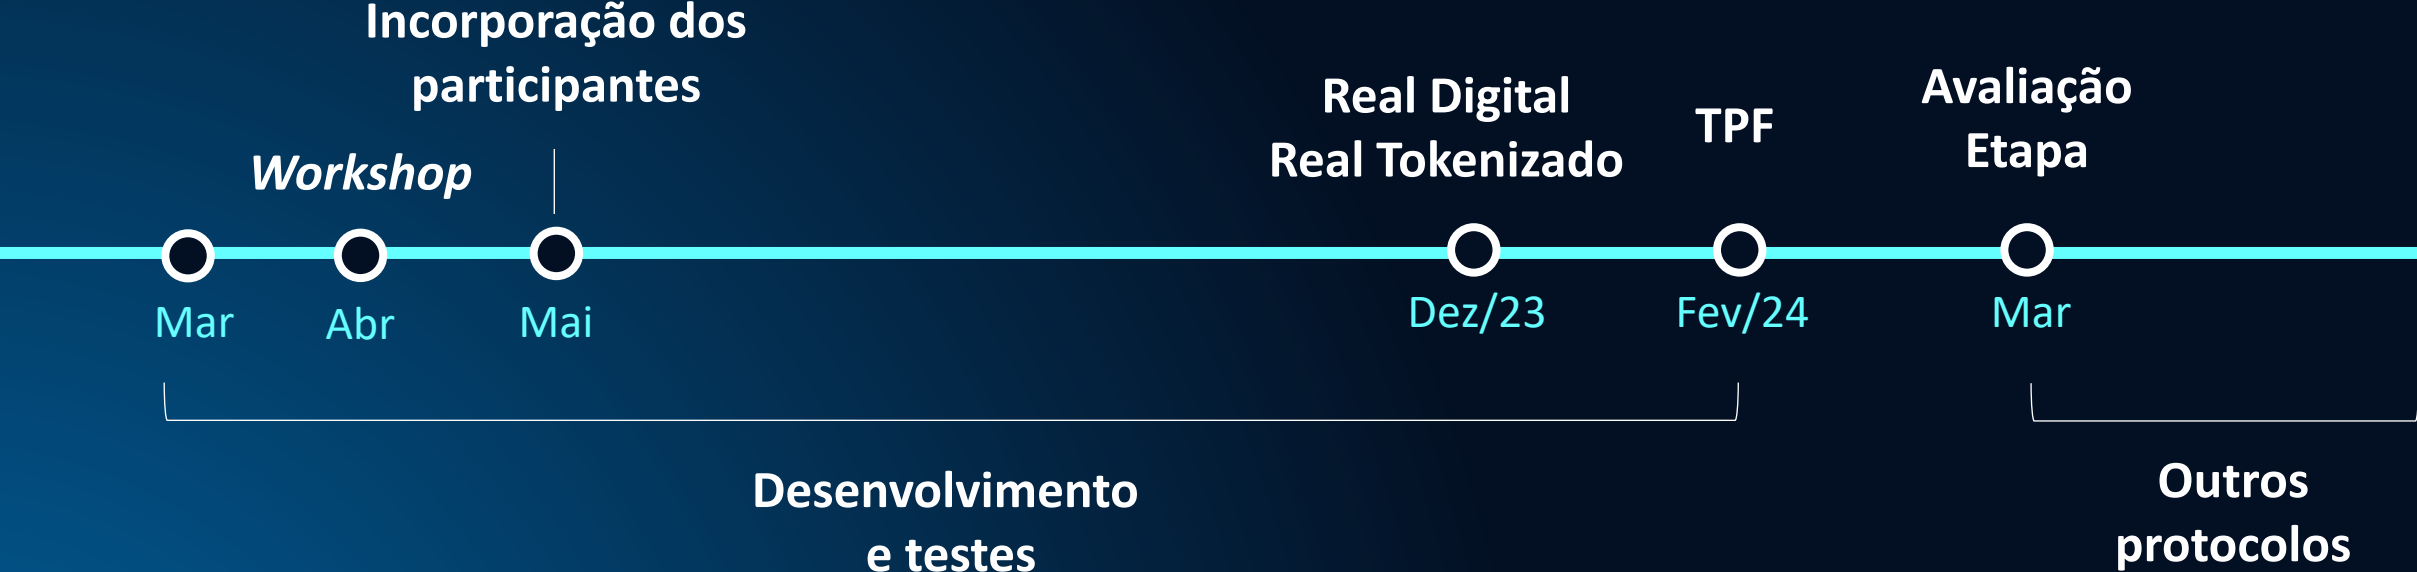 Incorporação dos
participantes
Workshop
Real Digital
Real Tokenizado
TPF
Avaliação
Etapa
Mar
Abr
Mai
Dez/23
Fev/24
Mar
Desenvolvimento
e testes
Outros
protocolos